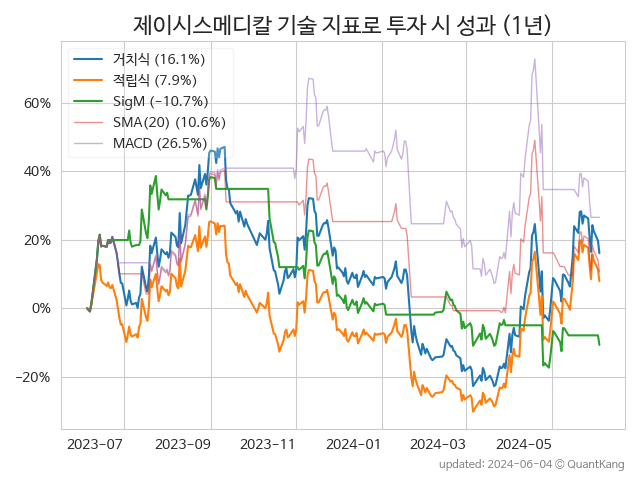 제이시스메디칼 기술 지표로 투자 시 성과 (1년)
거치식 (16.1%)
적립식 (7.9%)
SigM (−10.7%)
SMA(20) (10.6%)
MACD (26.5%)
60%
40%
20%
0%
−20%
2023-07 2023-09 2023-11 2024-01 2024-03 2024-05
updated: 2024-06-04 © QuantKang